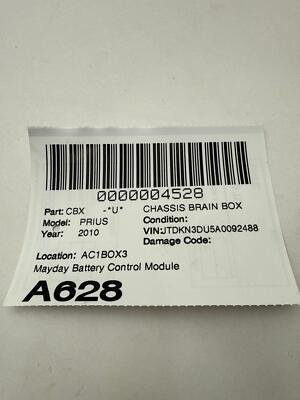 0000004528
Part: CBX -*U* CHASSIS BRAIN BOX
Model: PRIUS Condition:
Year: 2010 VIN:JTDKN3DU5A0092488
Damage Code:
Location: AC1BOX3
Mayday Battery Control Module
A628